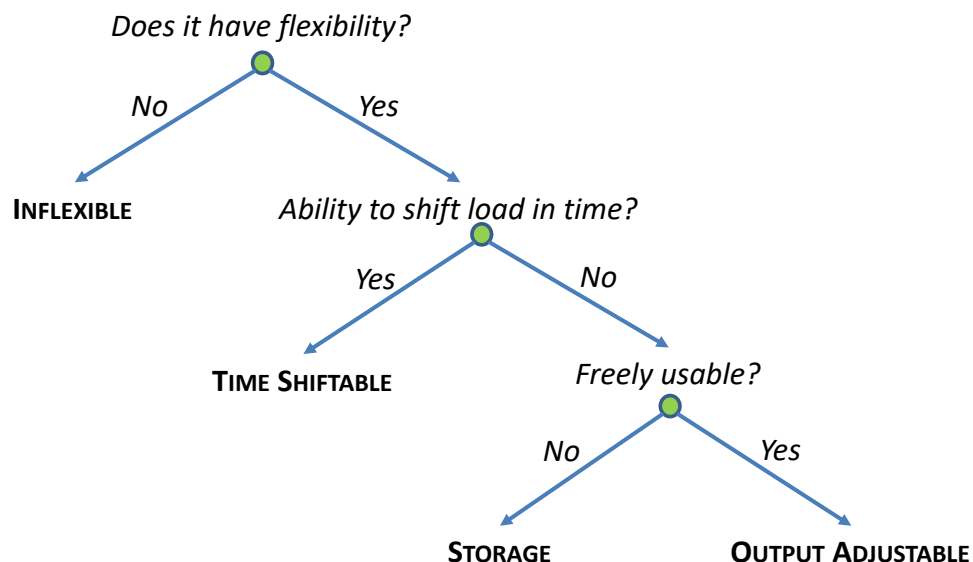 Does it have flexibility?
No
Yes
INFLEXIBLE
Ability to shift load in time?
Yes
No
TIME SHIFTABLE
Freely usable?
No
Yes
STORAGE
OUTPUT ADJUSTABLE